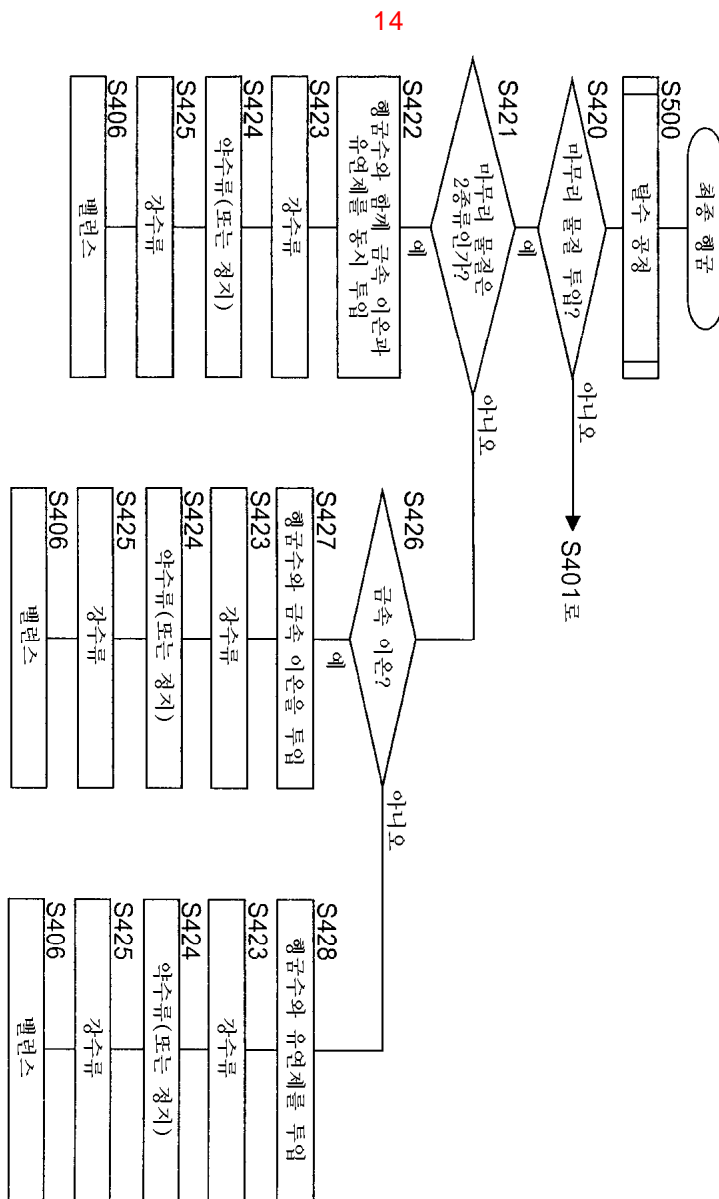 14
최종 헹굼
S500
탈수 공정
S420
마무리 물질 투입?
아니오
S401로
예
S421
마무리 물질은
2종류인가?
아니오
예
S422
헹굼수와 함께 금속 이온과
유연제를 동시 투입
S423
강수류
S424
약수류(또는 정지)
S425
강수류
S406
밸런스
S426
금속 이온?
아니오
예
S427
헹굼수와 금속 이온을 투입
S423
강수류
S424
약수류(또는 정지)
S425
강수류
S406
밸런스
S428
헹굼수와 유연제를 투입
S423
강수류
S424
약수류(또는 정지)
S425
강수류
S406
밸런스